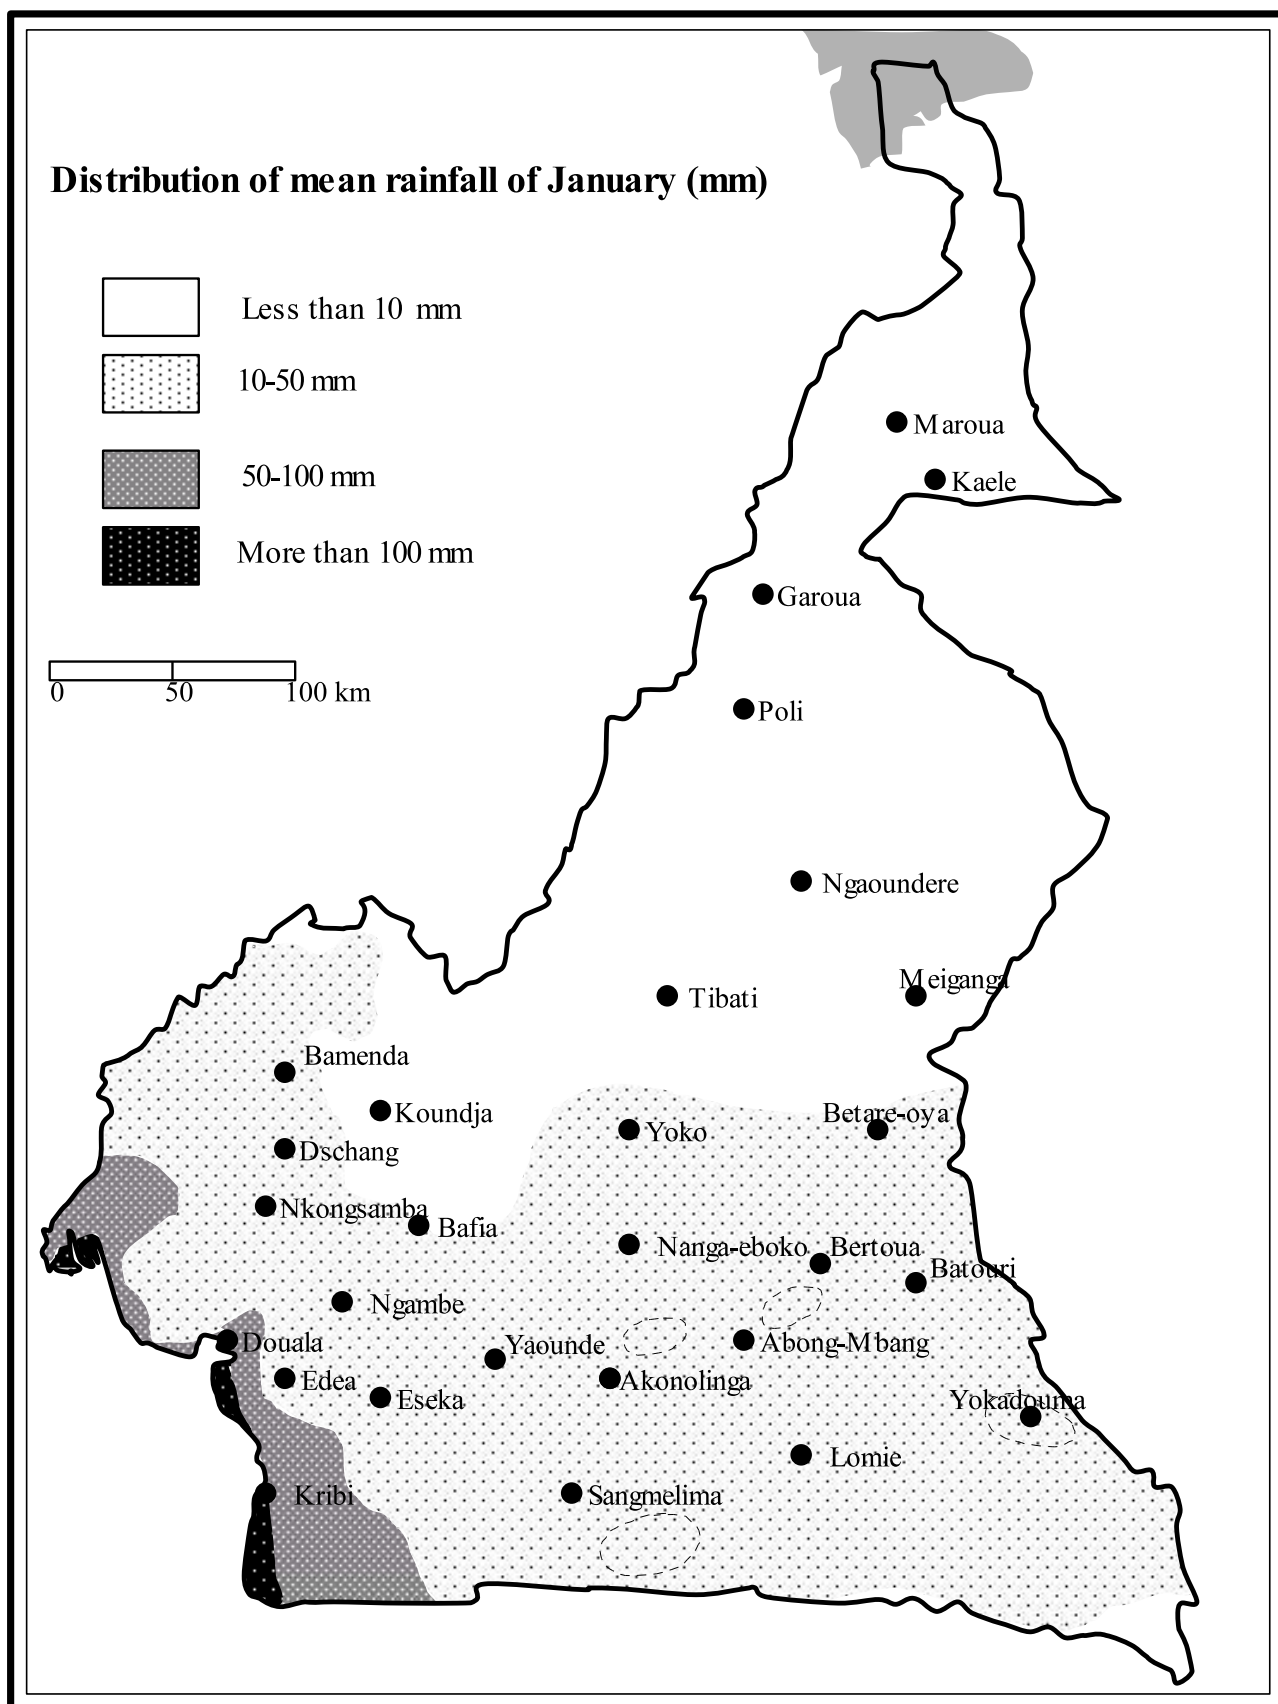 Distribution of mean rainfall of January (mm)
Less than 10 mm
10-50 mm
50-100 mm
More than 100 mm
0 50 100 km
Maroua
Kaele
Garoua
Poli
Ngaoundere
Meiganga
Tibati
Bamenda
Koundja
Betare-oya
Yoko
Dschang
Nkongsamba
Bafia
Nanga-eboko
Bertoua
Batouri
Ngambe
Douala
Yaounde
Abong-Mbang
Edea
Akonolinga
Eseka
Yokadouma
Lomie
Kribi
Sangmelima